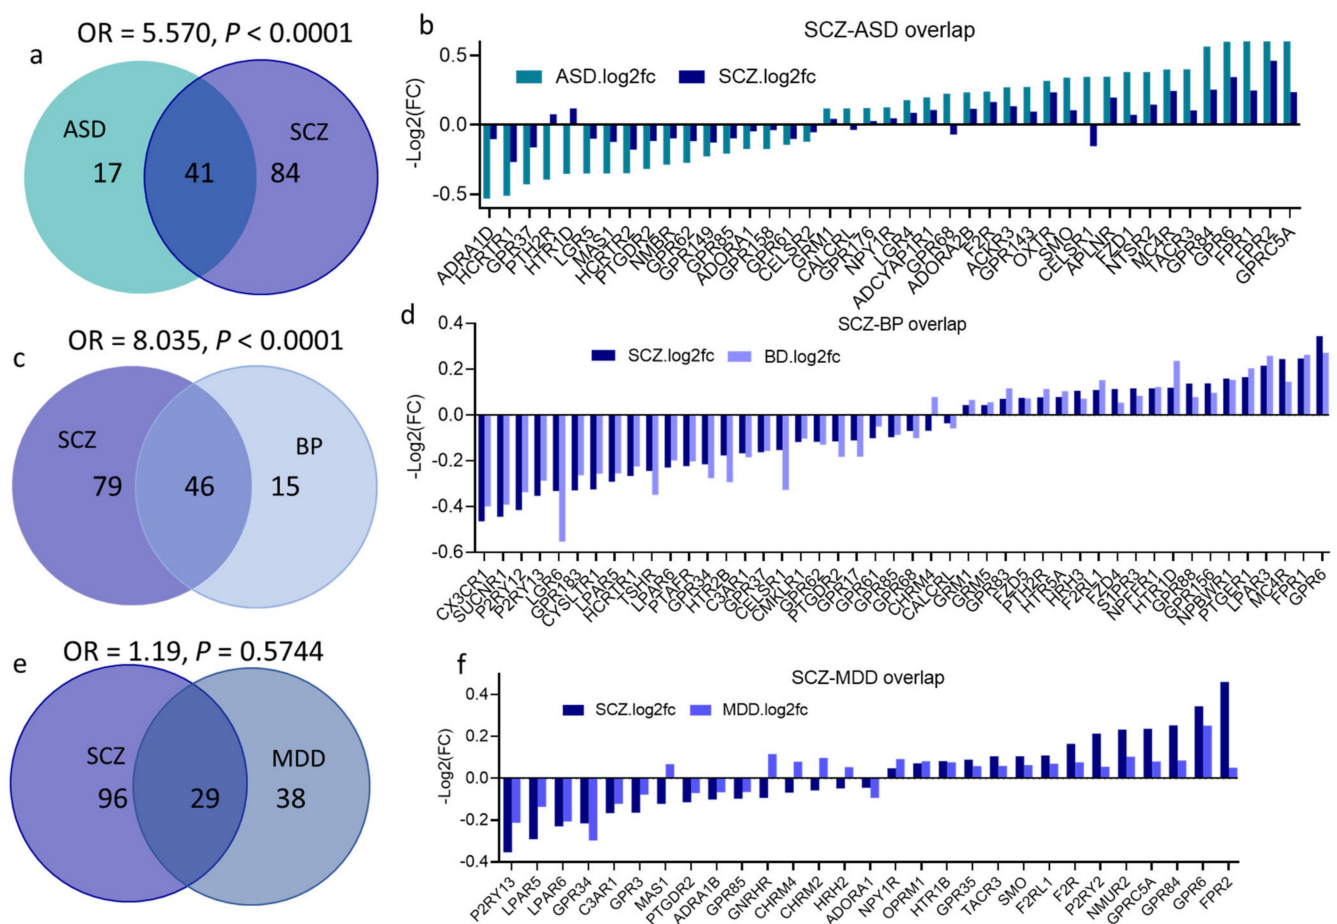 OR = 5.570, P < 0.0001
a
ASD
SCZ
17
41
84
b
SCZ-ASD overlap
ASD.log2fc
SCZ.log2fc
-Log2(FC)
0.5
0.0
-0.5
ADRA1D
HCRTR1
GPR37
PTH2R
HTR1D
LGR5
MAS1
HCRTR2
PTGDR2
NMBR
GPR62
GPR149
GPR85
ADORA1
GPR158
GPR61
CELSR2
GRM1
CALCRL
GPR176
NPY1R
LGR4
ADCYAP1R1
GPR68
ADORA2B
F2R
ACKR3
GPR143
OXTR
SMO
CELSR1
APLNR
FZD1
NTSR2
MC4R
TACR3
GPR84
GPR6
FPR1
FPR2
GPRC5A
OR = 8.035, P < 0.0001
c
SCZ
BP
79
46
15
d
SCZ-BP overlap
SCZ.log2fc
BD.log2fc
-Log2(FC)
0.4
0.2
0.0
-0.2
-0.4
-0.6
CX3CR1
SUCNR1
P2RY12
P2RY13
LGR6
GPR183
CYSLTR1
LPAR5
HCRTR1
TSHR
LPAR6
PTAFR
GPR34
HTR2B
C3AR1
GPR37
CELSR1
CMKLR1
GPR62
PTGDR2
GPR17
GPR61
GPR85
GPR68
CHRM4
CALCRL
GRM1
GRM5
GPR83
FZD5
PTH2R
HTR5A
HRH3
F2RL1
FZD4
S1PR3
NPFFR1
HTR1D
GPR88
GPR156
NPBWR1
PTGER1
LPAR3
MC4R
FPR1
GPR6
OR = 1.19, P = 0.5744
e
SCZ
MDD
96
29
38
f
SCZ-MDD overlap
SCZ.log2fc
MDD.log2fc
-Log2(FC)
0.4
0.2
0.0
-0.2
-0.4
P2RY13
LPAR5
LPAR6
GPR34
C3AR1
GPR3
MAS1
PTGDR2
ADRA1B
GPR85
GNRHR
CHRM4
CHRM2
HRH2
ADORA1
NPY1R
OPRM1
HTR1B
GPR35
TACR3
SMO
F2RL1
F2R
P2RY2
NMUR2
GPRC5A
GPR84
GPR6
FPR2